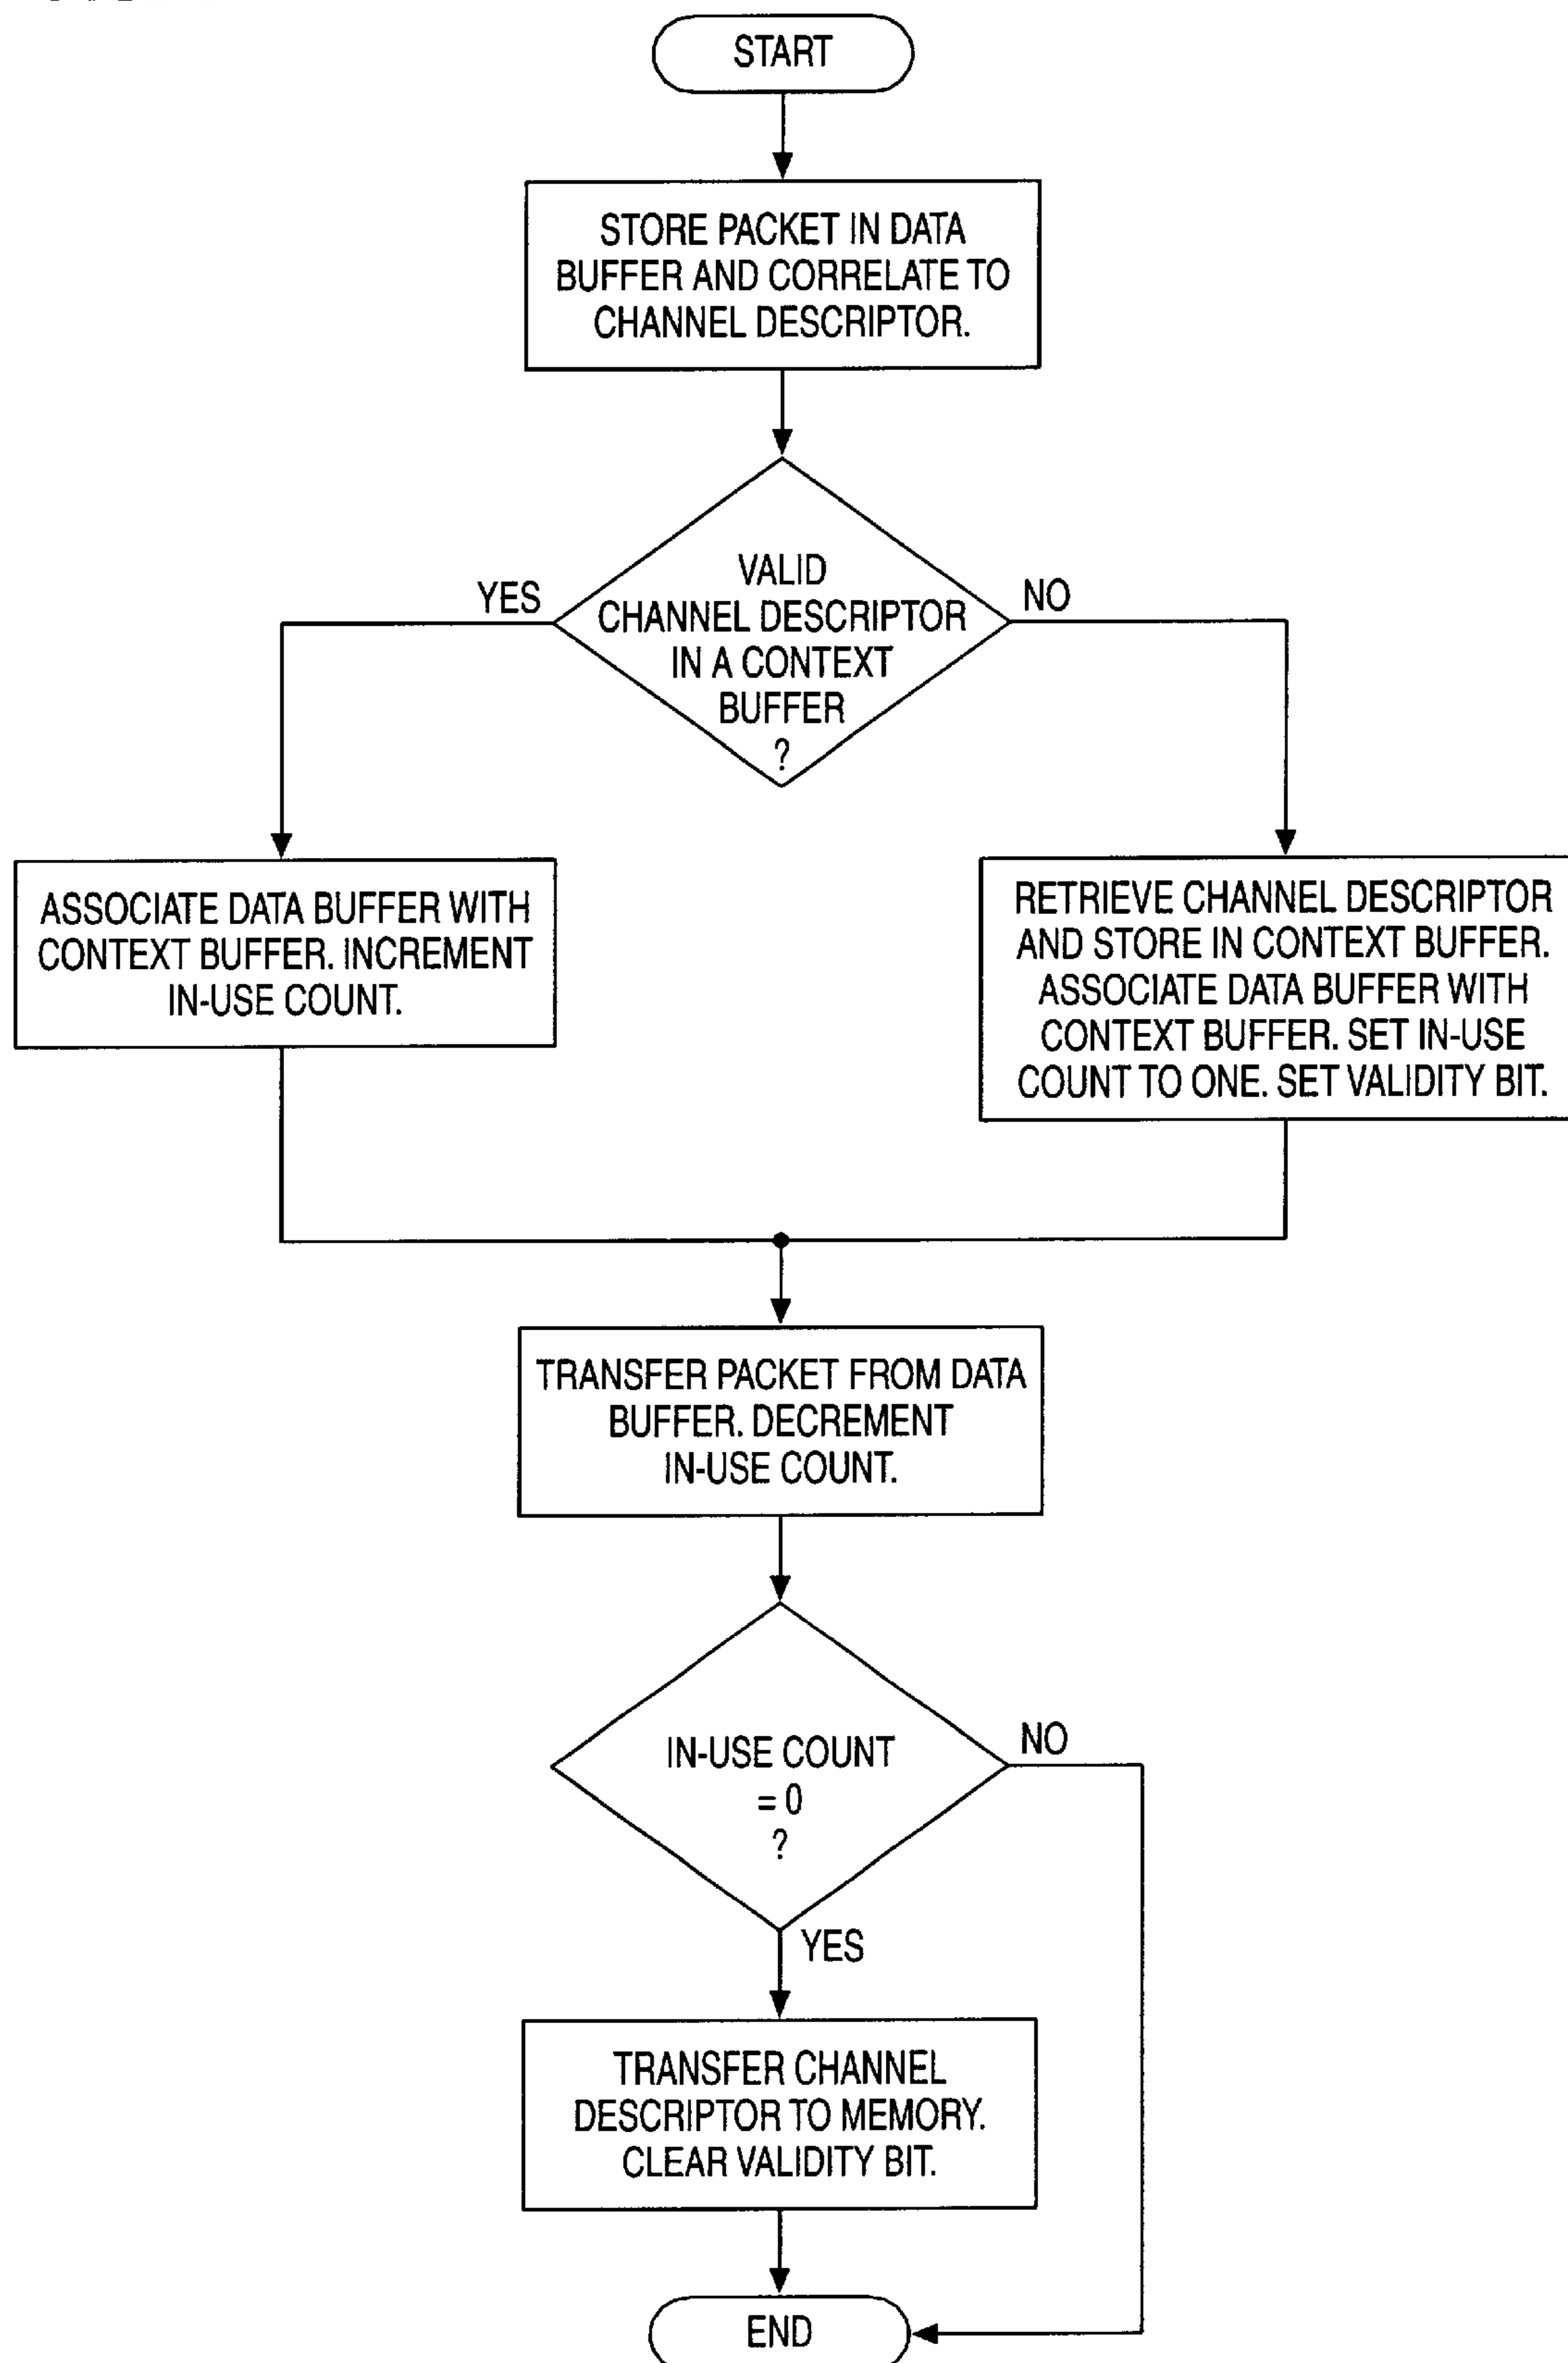 START
STORE PACKET IN DATA
BUFFER AND CORRELATE TO
CHANNEL DESCRIPTOR.
VALID
CHANNEL DESCRIPTOR
IN A CONTEXT
BUFFER
?
YES
NO
ASSOCIATE DATA BUFFER WITH
CONTEXT BUFFER. INCREMENT
IN-USE COUNT.
RETRIEVE CHANNEL DESCRIPTOR
AND STORE IN CONTEXT BUFFER.
ASSOCIATE DATA BUFFER WITH
CONTEXT BUFFER. SET IN-USE
COUNT TO ONE. SET VALIDITY BIT.
TRANSFER PACKET FROM DATA
BUFFER. DECREMENT
IN-USE COUNT.
IN-USE COUNT
= 0
?
NO
YES
TRANSFER CHANNEL
DESCRIPTOR TO MEMORY.
CLEAR VALIDITY BIT.
END